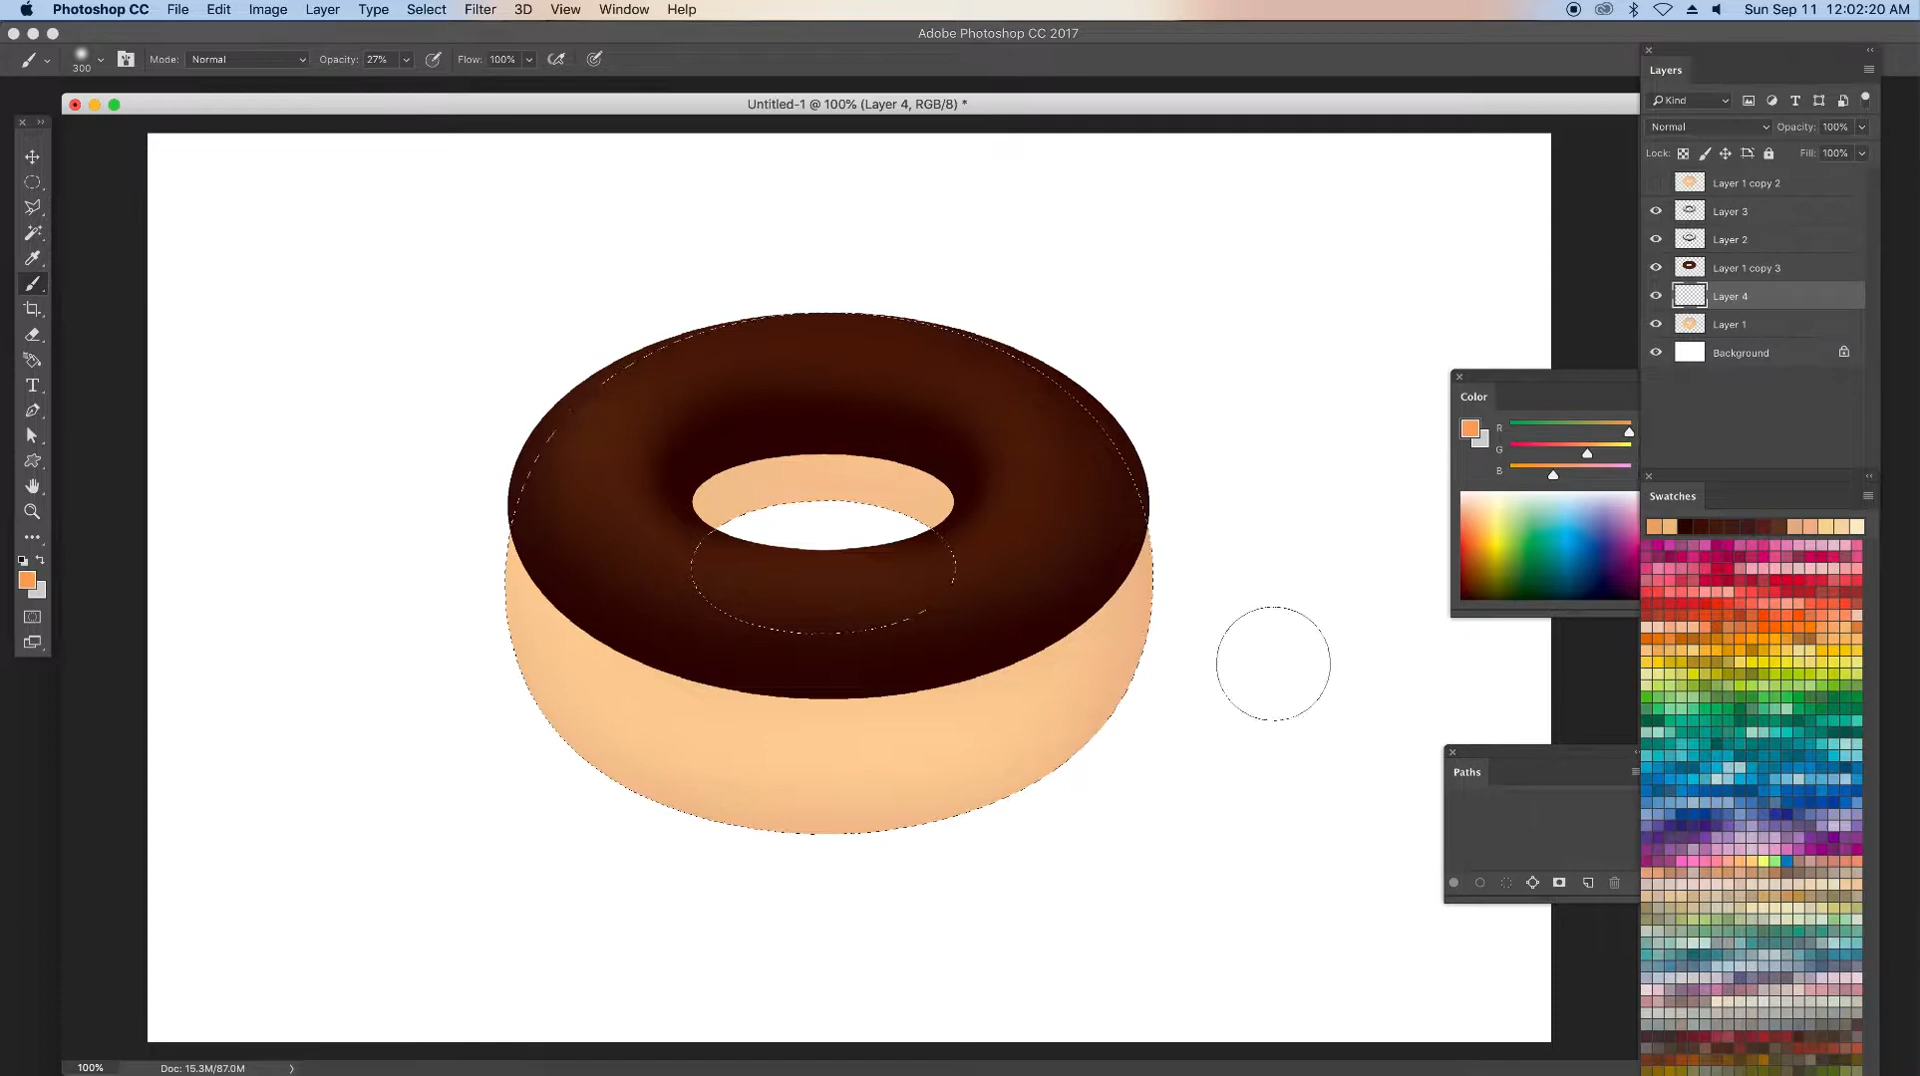 Photoshop CC File Edit Image Layer Type Select Filter 3D View Window Help Sun Sep 11 12:02:20 AM
Adobe Photoshop CC 2017
300 Mode: Normal Opacity: 27% Flow: 100%
Untitled-1 @ 100% (Layer 4, RGB/8) *
Layers
Kind
Normal Opacity: 100%
Lock: Fill: 100%
Layer 1 copy 2
Layer 3
Layer 2
Layer 1 copy 3
Layer 4
Layer 1
Background
Color
R
G
B
Swatches
Paths
100% Doc: 15.3M/87.0M